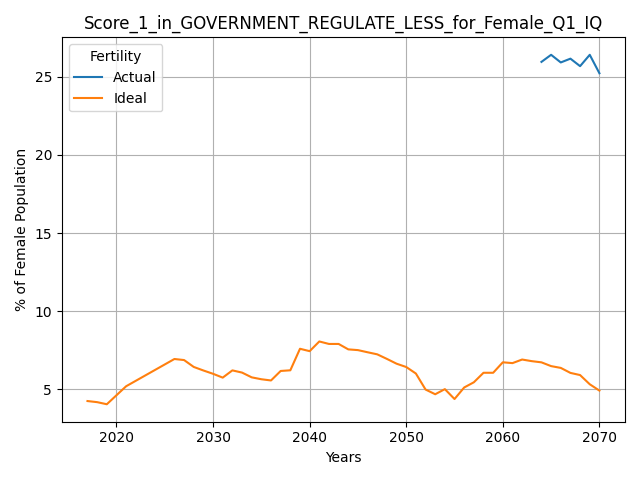 Score_1_in_GOVERNMENT_REGULATE_LESS_for_Female_Q1_IQ
Fertility
Actual
Ideal
25
20
15
10
5
% of Female Population
2020
2030
2040
2050
2060
2070
Years